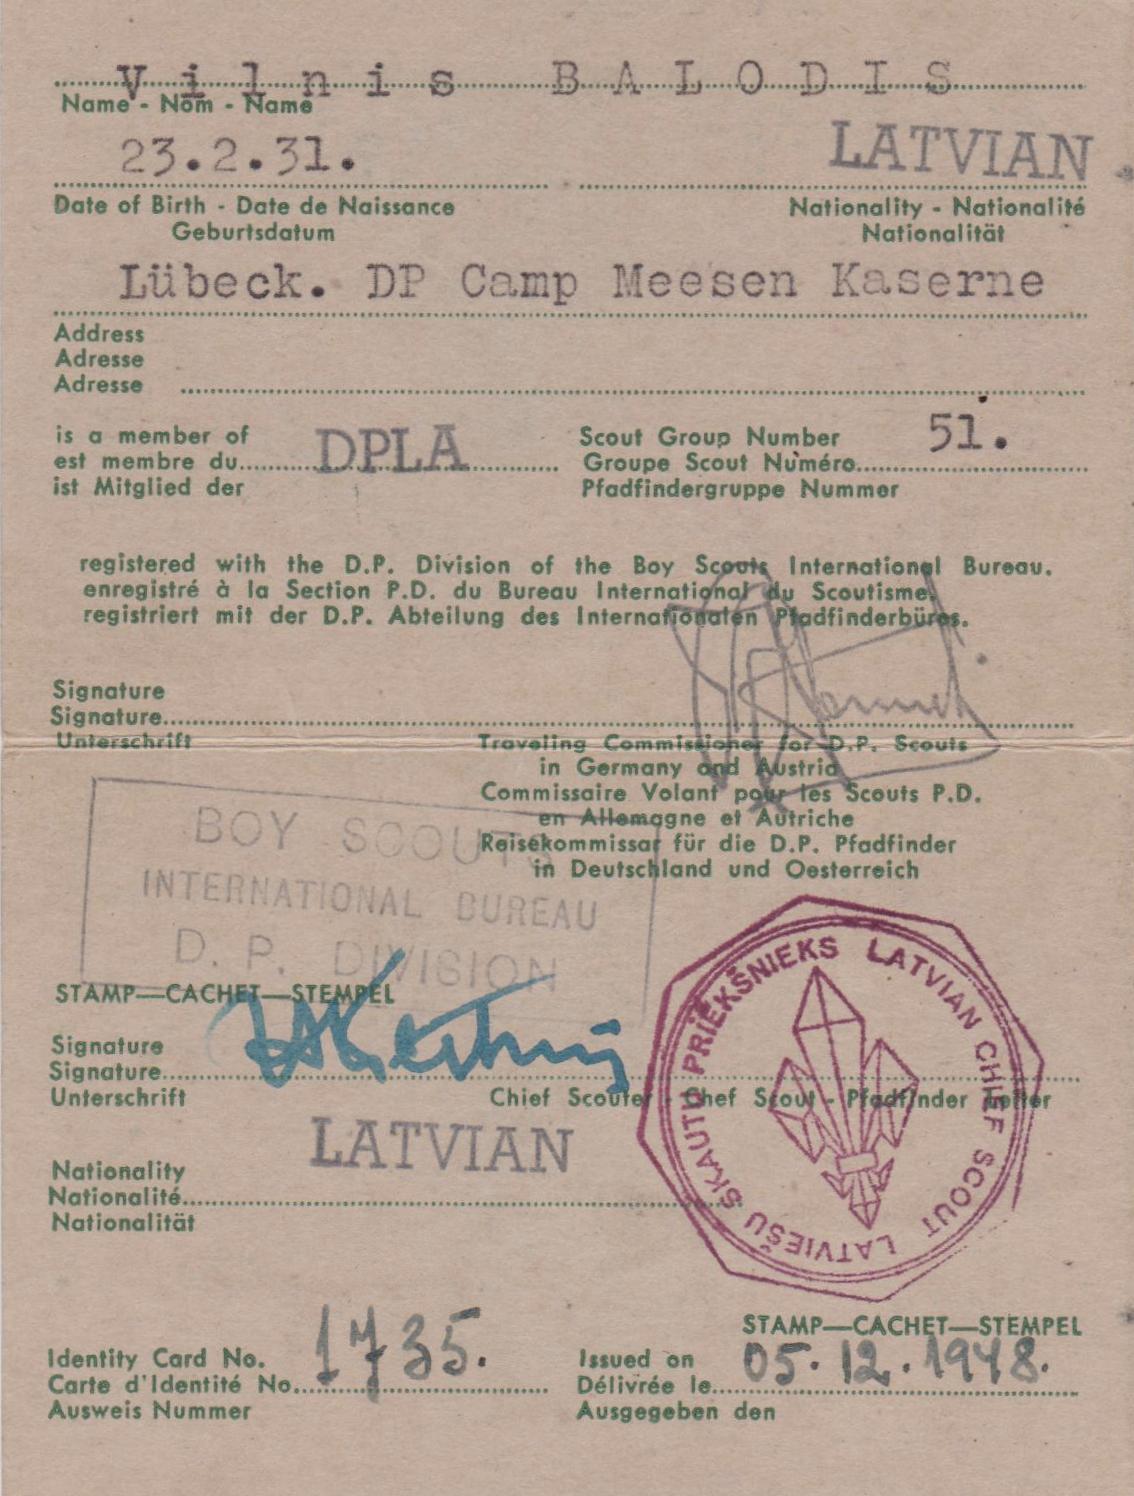 Vilnis BALODIS
Name - Nom - Name
23.2.31.
LATVIAN
Date of Birth - Date de Naissance
Geburtsdatum
Nationality - Nationalité
Nationalität
Lübeck. DP Camp Meesen Kaserne
Address
Adresse
Adresse
is a member of
est membre du
ist Mitglied der
DPLA
Scout Group Number
Groupe Scout Numéro
Pfadfindergruppe Nummer
51.
registered with the D.P. Division of the Boy Scouts International Bureau.
enregistré à la Section P.D. du Bureau International du Scoutisme.
registriert mit der D.P. Abteilung des Internationalen Pfadfinderbüros.
Signature
Signature
Unterschrift
Traveling Commissioner for D.P. Scouts
in Germany and Austria
Commissaire Volant pour les Scouts P.D.
en Allemagne et Autriche
Reisekommissar für die D.P. Pfadfinder
in Deutschland und Oesterreich
BOY SCOUTS
INTERNATIONAL BUREAU
D. P. DIVISION
STAMP—CACHET—STEMPEL
Signature
Signature
Unterschrift
Chief Scouter - Chef Scout - Pfadfinder Leiter
LATVIEŠU SKAUTU PRIEKŠNIEKS
LATVIAN CHIEF SCOUT
LATVIAN
Nationality
Nationalité
Nationalität
STAMP—CACHET—STEMPEL
Identity Card No.
Carte d'Identité No.
Ausweis Nummer
1735.
Issued on
Délivrée le
Ausgegeben den
05.12.1948.